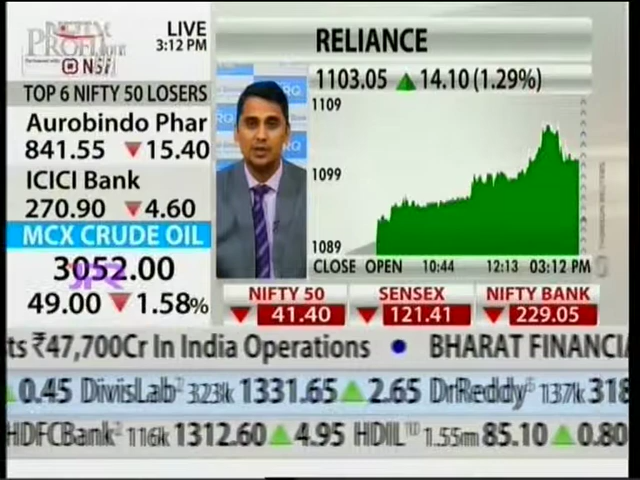 NDTV
PROFIT
NSE
LIVE
3:12 PM
TOP 6 NIFTY 50 LOSERS
Aurobindo Phar
841.55 ▼ 15.40
ICICI Bank
270.90 ▼ 4.60
MCX CRUDE OIL
3052.00
49.00 ▼ 1.58%
RELIANCE
1103.05 ▲ 14.10 (1.29%)
1109
1099
1089
CLOSE OPEN 10:44 12:13 03:12 PM
NIFTY 50 SENSEX NIFTY BANK
▼ 41.40 ▼ 121.41 ▼ 229.05
ts ₹47,700Cr In India Operations ● BHARAT FINANCIA
0.45 DivisLab 323k 1331.65 ▲ 2.65 DrReddy 137k 318
HDFCBank 116k 1312.60 ▲ 4.95 HDIL 1.55m 85.10 ▲ 0.80